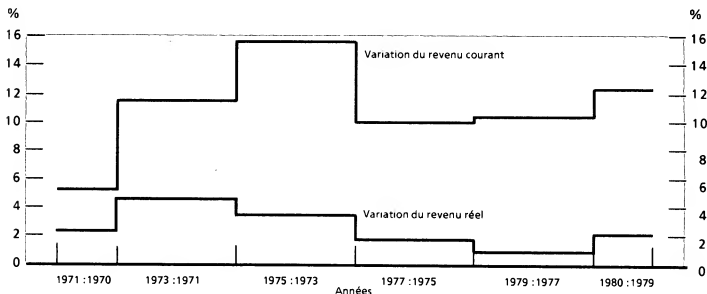 % %
16 16
14 14
Variation du revenu courant
12 12
10 10
8 8
6 6
4 4
Variation du revenu réel
2 2
0 0
1971 :1970 1973 :1971 1975 :1973 1977 :1975 1979 :1977 1980 :1979
Années